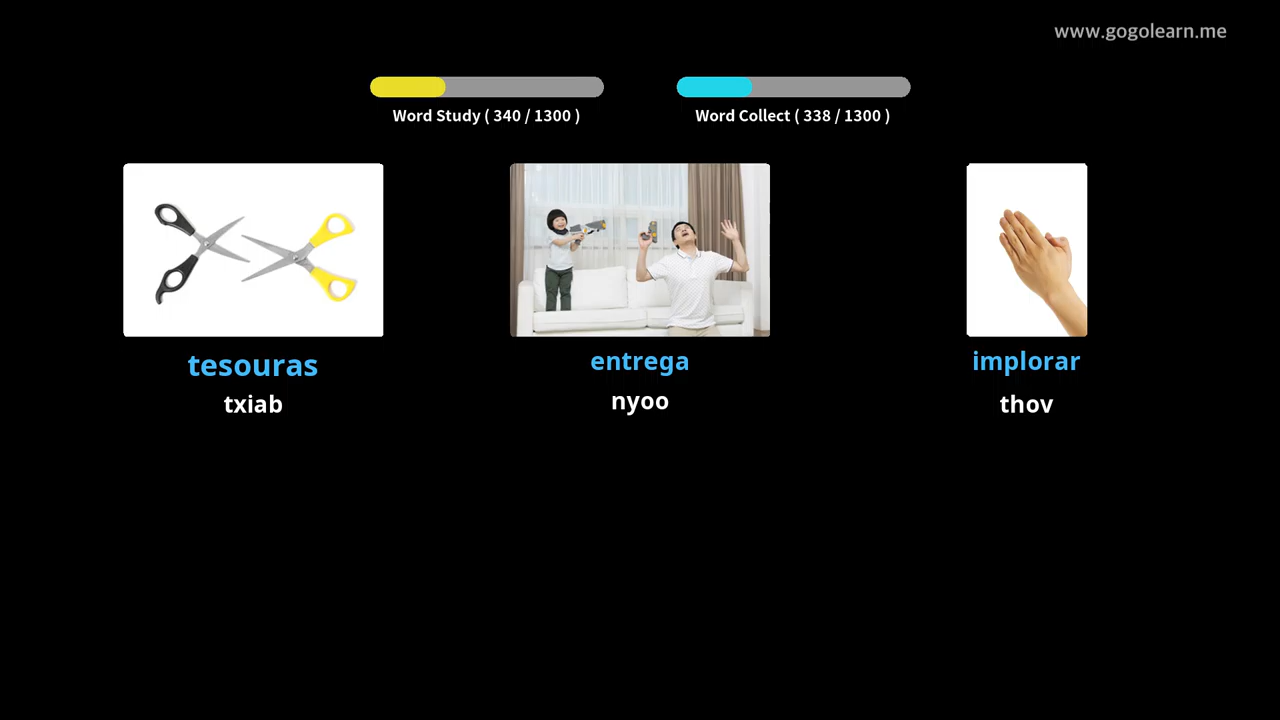 www.gogolearn.me
Word Study ( 340 / 1300 )
Word Collect ( 338 / 1300 )
tesouras
txiab
entrega
nyoo
implorar
thov